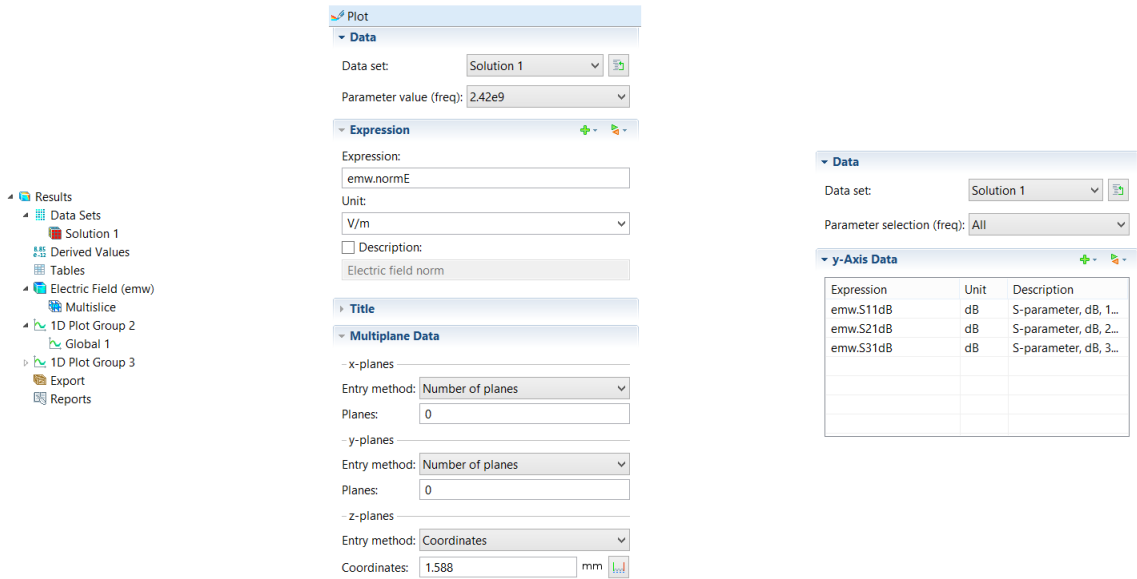 Results
Data Sets
Solution 1
8.85
e-12
Derived Values
Tables
Electric Field (emw)
Multislice
1D Plot Group 2
Global 1
1D Plot Group 3
Export
Reports
Plot
Data
Data set: Solution 1
Parameter value (freq): 2.42e9
Expression
Expression:
emw.normE
Unit:
V/m
Description:
Electric field norm
Title
Multiplane Data
x-planes
Entry method: Number of planes
Planes: 0
y-planes
Entry method: Number of planes
Planes: 0
z-planes
Entry method: Coordinates
Coordinates: 1.588 mm
Data
Data set: Solution 1
Parameter selection (freq): All
y-Axis Data
Expression Unit Description
emw.S11dB dB S-parameter, dB, 1...
emw.S21dB dB S-parameter, dB, 2...
emw.S31dB dB S-parameter, dB, 3...